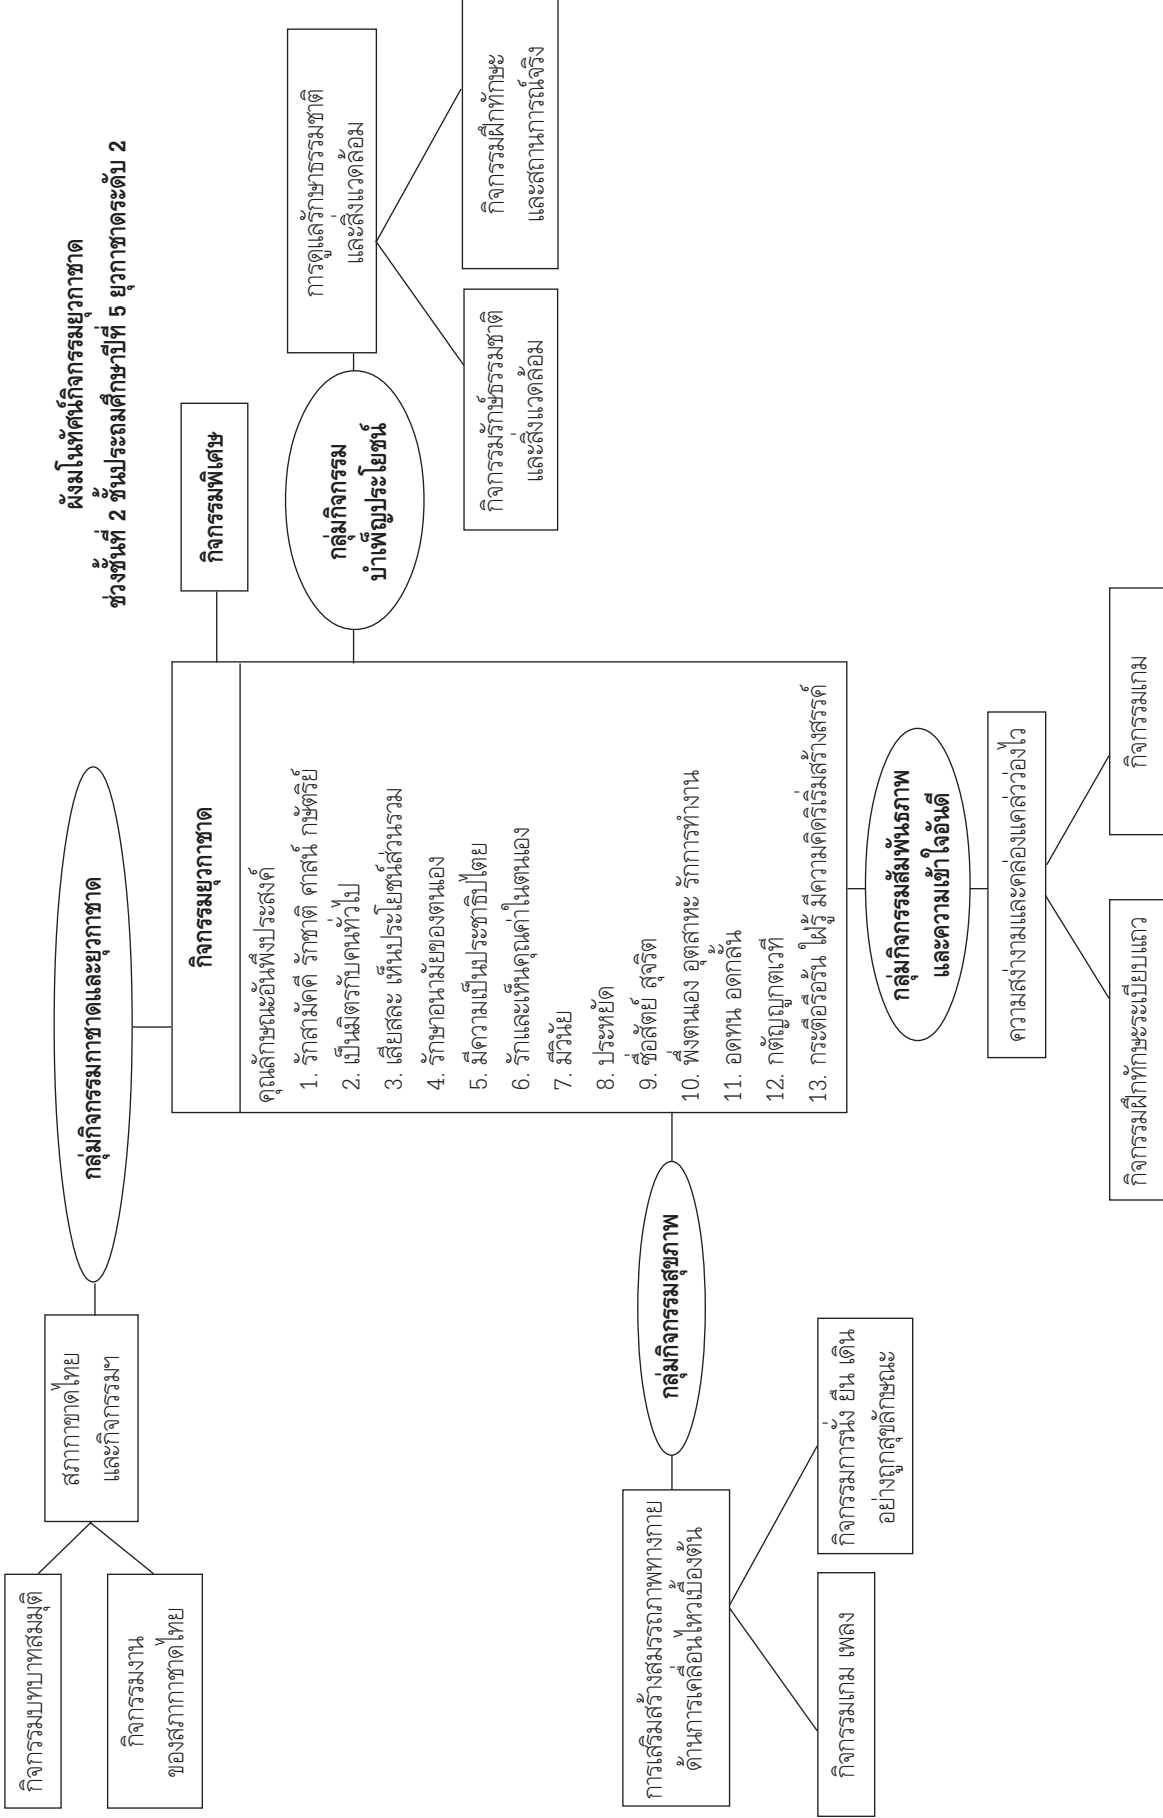 ผังมโนทัศน์กิจกรรมยุวกาชาด
ช่วงชั้นที่ 2 ชั้นประถมศึกษาปีที่ 5 ยุวกาชาดระดับ 2
กิจกรรมบทบาทสมมุติ
กิจกรรมงาน
ของสภากาชาดไทย
สภากาชาดไทย
และกิจกรรมฯ
กลุ่มกิจกรรมกาชาดและยุวกาชาด
กิจกรรมพิเศษ
กิจกรรมยุวกาชาด
คุณลักษณะอันพึงประสงค์
1. รักสามัคคี รักชาติ ศาสน์ กษัตริย์
2. เป็นมิตรกับคนทั่วไป
3. เสียสละ เห็นประโยชน์ส่วนรวม
4. รักษาอนามัยของตนเอง
5. มีความเป็นประชาธิปไตย
6. รักและเห็นคุณค่าในตนเอง
7. มีวินัย
8. ประหยัด
9. ซื่อสัตย์ สุจริต
10. พึ่งตนเอง อุตสาหะ รักการทำงาน
11. อดทน อดกลั้น
12. กตัญญูกตเวที
13. กระตือรือร้น ใฝ่รู้ มีความคิดริเริ่มสร้างสรรค์
กลุ่มกิจกรรม
บำเพ็ญประโยชน์
การดูแลรักษาธรรมชาติ
และสิ่งแวดล้อม
กิจกรรมรักษ์ธรรมชาติ
และสิ่งแวดล้อม
กิจกรรมฝึกทักษะ
และสถานการณ์จริง
กลุ่มกิจกรรมสุขภาพ
การเสริมสร้างสมรรถภาพทางกาย
ด้านการเคลื่อนไหวเบื้องต้น
กิจกรรมเกม เพลง
กิจกรรมการนั่ง ยืน เดิน
อย่างถูกสุขลักษณะ
กลุ่มกิจกรรมสัมพันธภาพ
และความเข้าใจอันดี
ความสง่างามและคล่องแคล่วว่องไว
กิจกรรมฝึกทักษะระเบียบแถว
กิจกรรมเกม